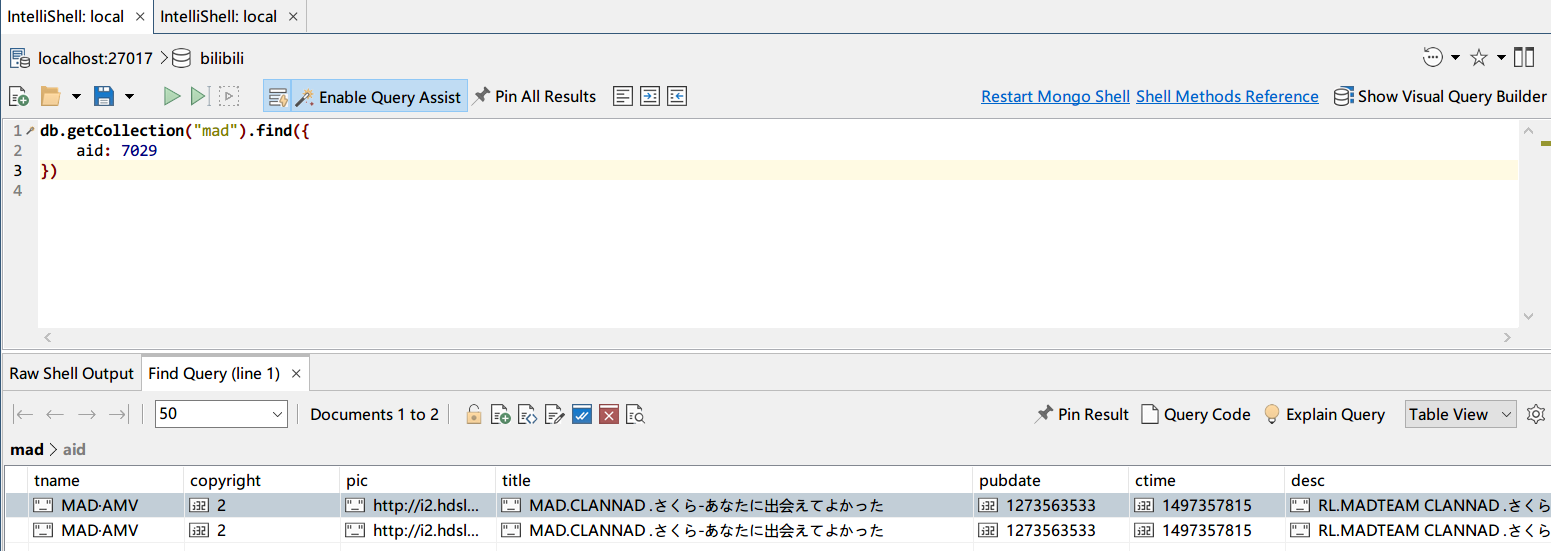 IntelliShell: local × IntelliShell: local ×
localhost:27017 bilibili
Enable Query Assist Pin All Results Restart Mongo Shell Shell Methods Reference Show Visual Query Builder
1 db.getCollection("mad").find({
2 aid: 7029
3 })
4
Raw Shell Output Find Query (line 1) ×
50 Documents 1 to 2 Pin Result Query Code Explain Query Table View
mad > aid
tname copyright pic title pubdate ctime desc
MAD·AMV 2 http://i2.hdsl... MAD.CLANNAD .さくら-あなたに出会えてよかった 1273563533 1497357815 RL.MADTEAM CLANNAD .さくら
MAD·AMV 2 http://i2.hdsl... MAD.CLANNAD .さくら-あなたに出会えてよかった 1273563533 1497357815 RL.MADTEAM CLANNAD .さくら